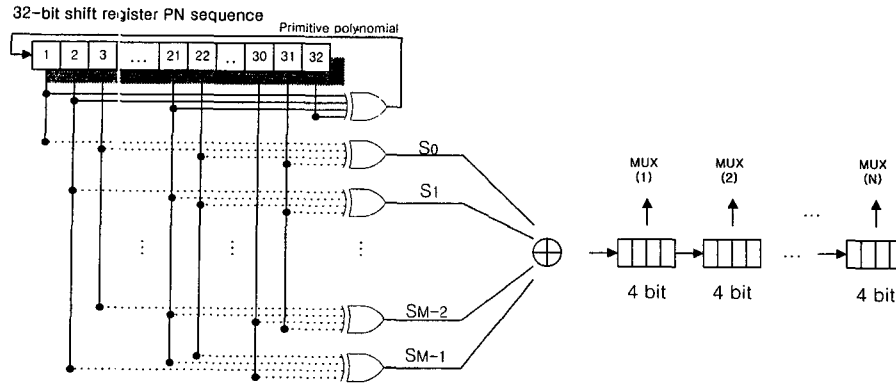 32-bit shift register PN sequence
Primitive polynomial
1 2 3 ... 21 22 .. 30 31 32
S0
S1
SM-2
SM-1
MUX (1)
MUX (2)
...
MUX (N)
...
4 bit
4 bit
4 bit